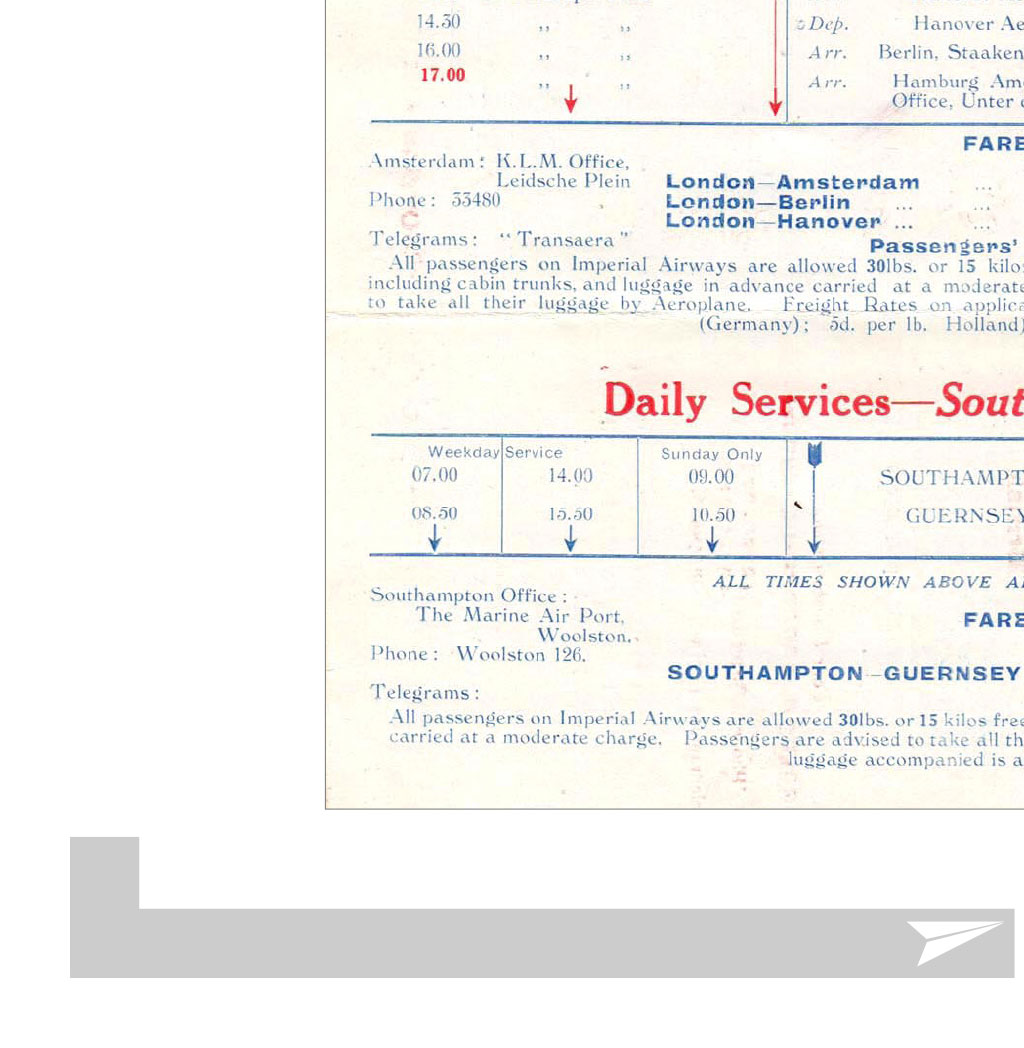 14.30 ,, ,, Dep. Hanover Ae
16.00 ,, ,, Arr. Berlin, Staaken
17.00 ,, ,, Arr. Hamburg Am
Office, Unter
FARE
Amsterdam: K.L.M. Office,
Leidsche Plein
Phone: 33480
Telegrams: "Transaera"
London—Amsterdam ...
London—Berlin ... ...
London—Hanover ... ...
Passengers'
All passengers on Imperial Airways are allowed 30lbs. or 15 kilo
including cabin trunks, and luggage in advance carried at a moderate
to take all their luggage by Aeroplane. Freight Rates on applica
(Germany); 5d. per lb. Holland)
Daily Services—Sout
Weekday Service Sunday Only
07.00 14.00 09.00 SOUTHAMPT
08.50 15.50 10.50 GUERNSEY
ALL TIMES SHOWN ABOVE A
Southampton Office:
The Marine Air Port,
Woolston.
Phone: Woolston 126.
Telegrams:
FARE
SOUTHAMPTON—GUERNSEY
All passengers on Imperial Airways are allowed 30lbs. or 15 kilos free
carried at a moderate charge. Passengers are advised to take all th
luggage accompanied is a